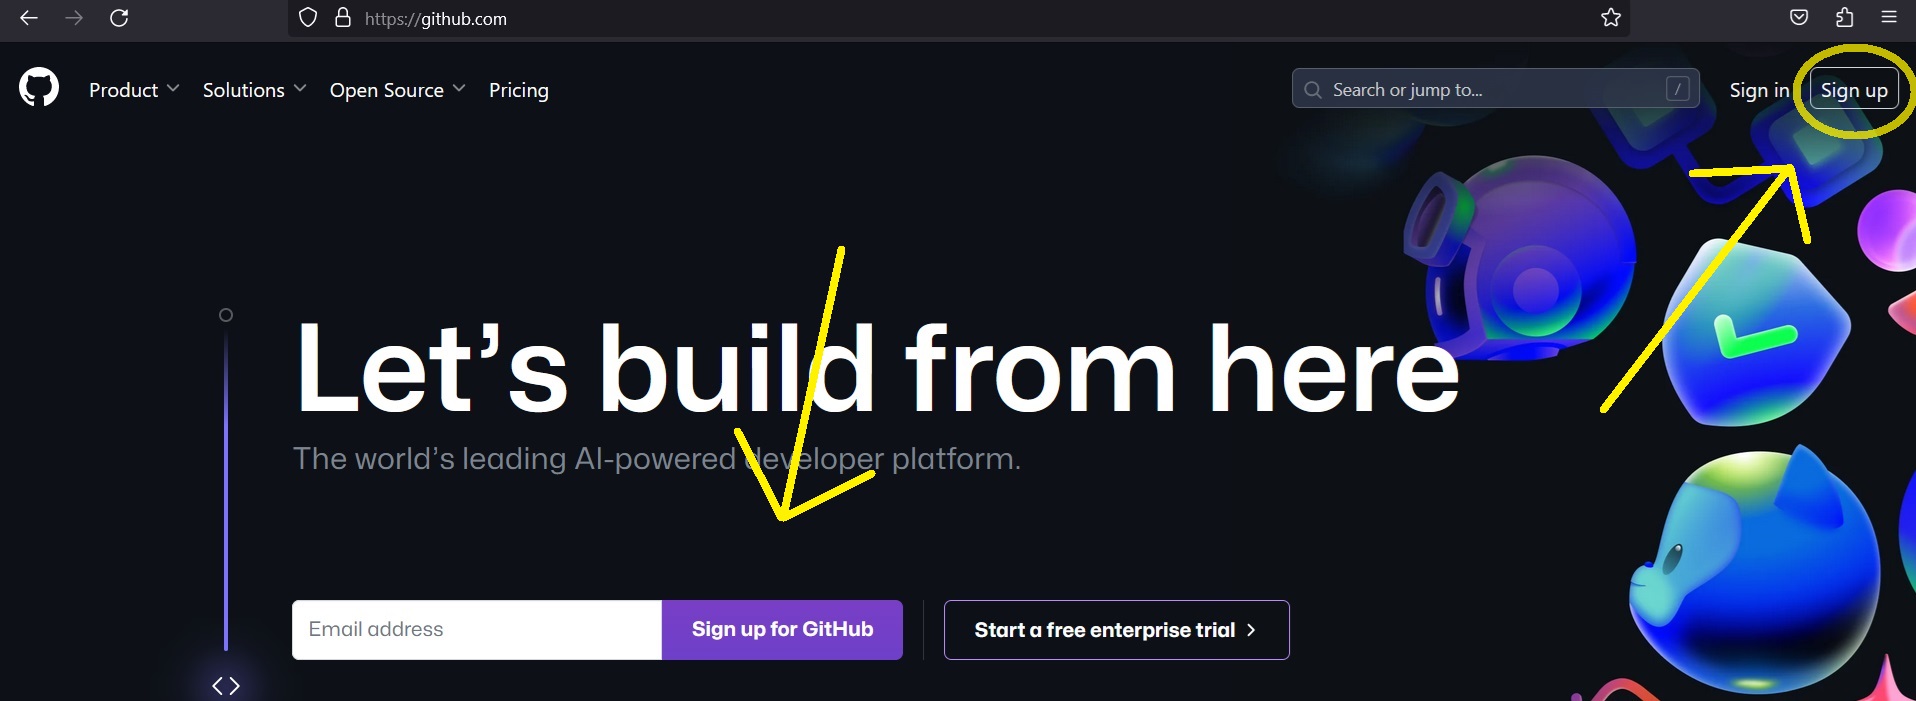 https://github.com
Product Solutions Open Source Pricing Search or jump to... / Sign in Sign up
Let’s build from here
The world’s leading AI-powered developer platform.
Email address Sign up for GitHub Start a free enterprise trial